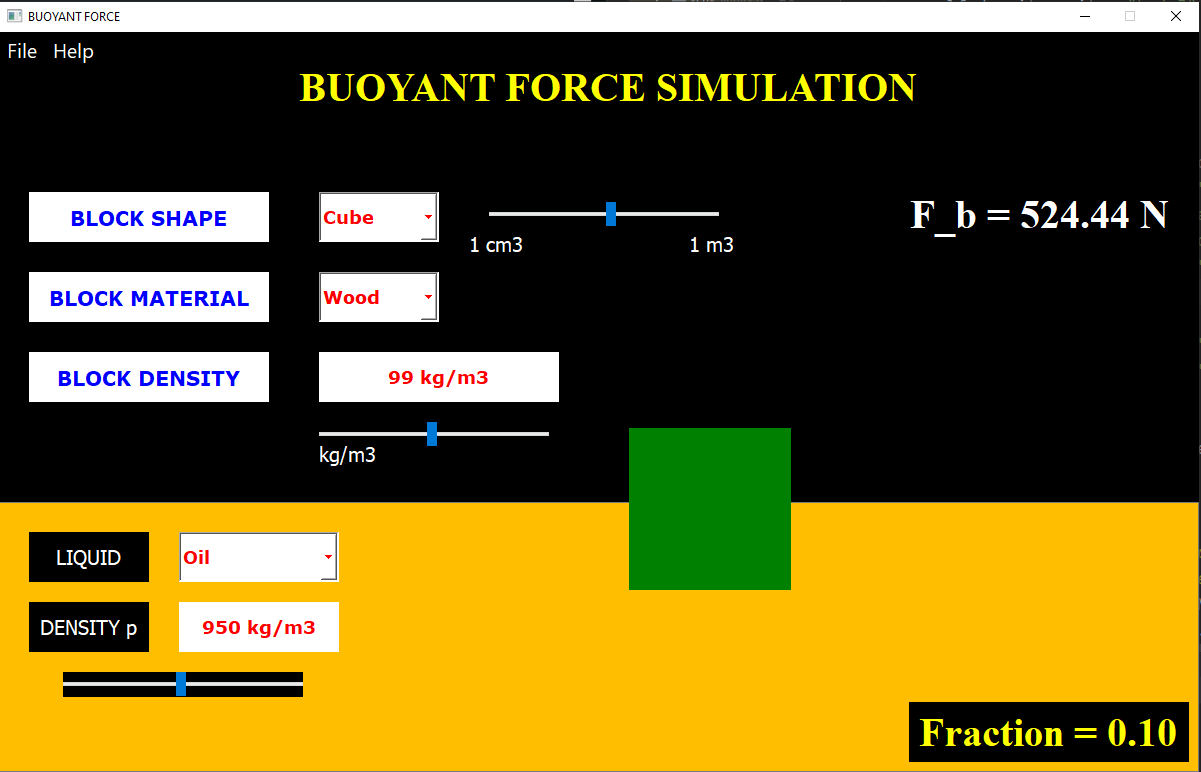 BUOYANT FORCE
File Help
BUOYANT FORCE SIMULATION
BLOCK SHAPE
Cube
1 cm3
1 m3
F_b = 524.44 N
BLOCK MATERIAL
Wood
BLOCK DENSITY
99 kg/m3
kg/m3
LIQUID
Oil
DENSITY p
950 kg/m3
Fraction = 0.10